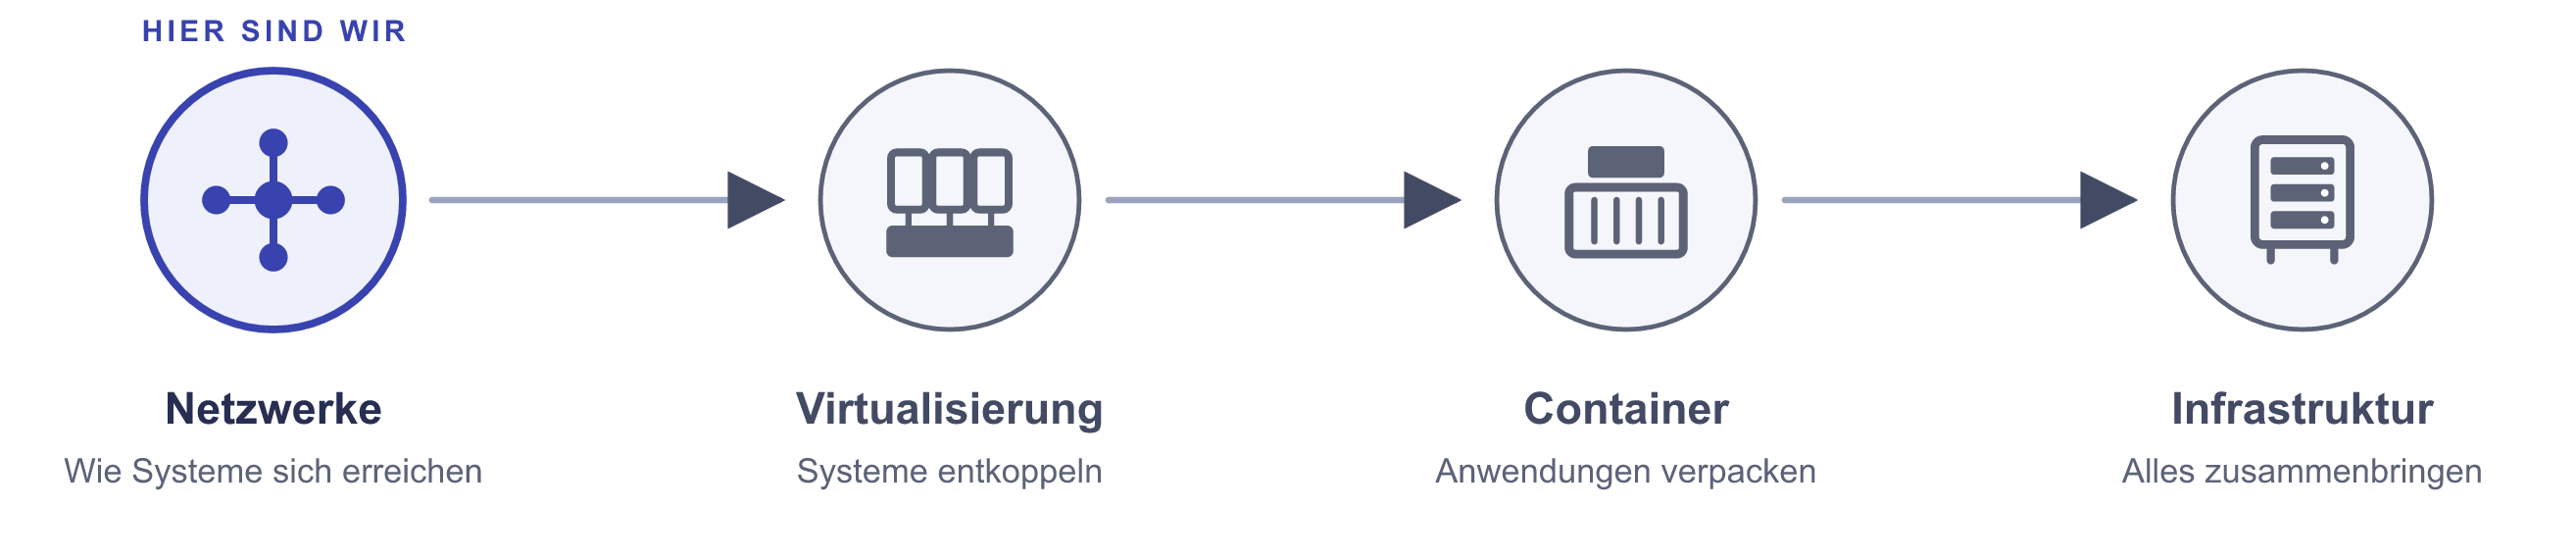 HIER SIND WIR
Netzwerke
Wie Systeme sich erreichen
Virtualisierung
Systeme entkoppeln
Container
Anwendungen verpacken
Infrastruktur
Alles zusammenbringen